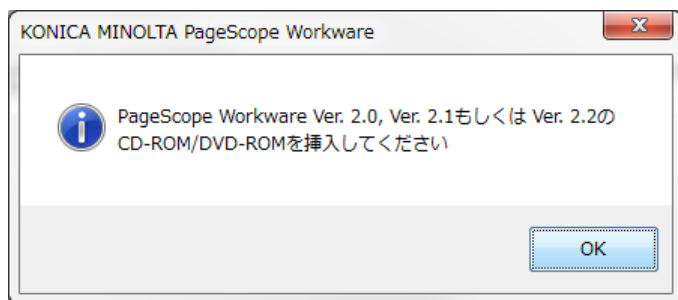 KONICA MINOLTA PageScope Workware
PageScope Workware Ver. 2.0, Ver. 2.1もしくは Ver. 2.2の
CD-ROM/DVD-ROMを挿入してください
OK